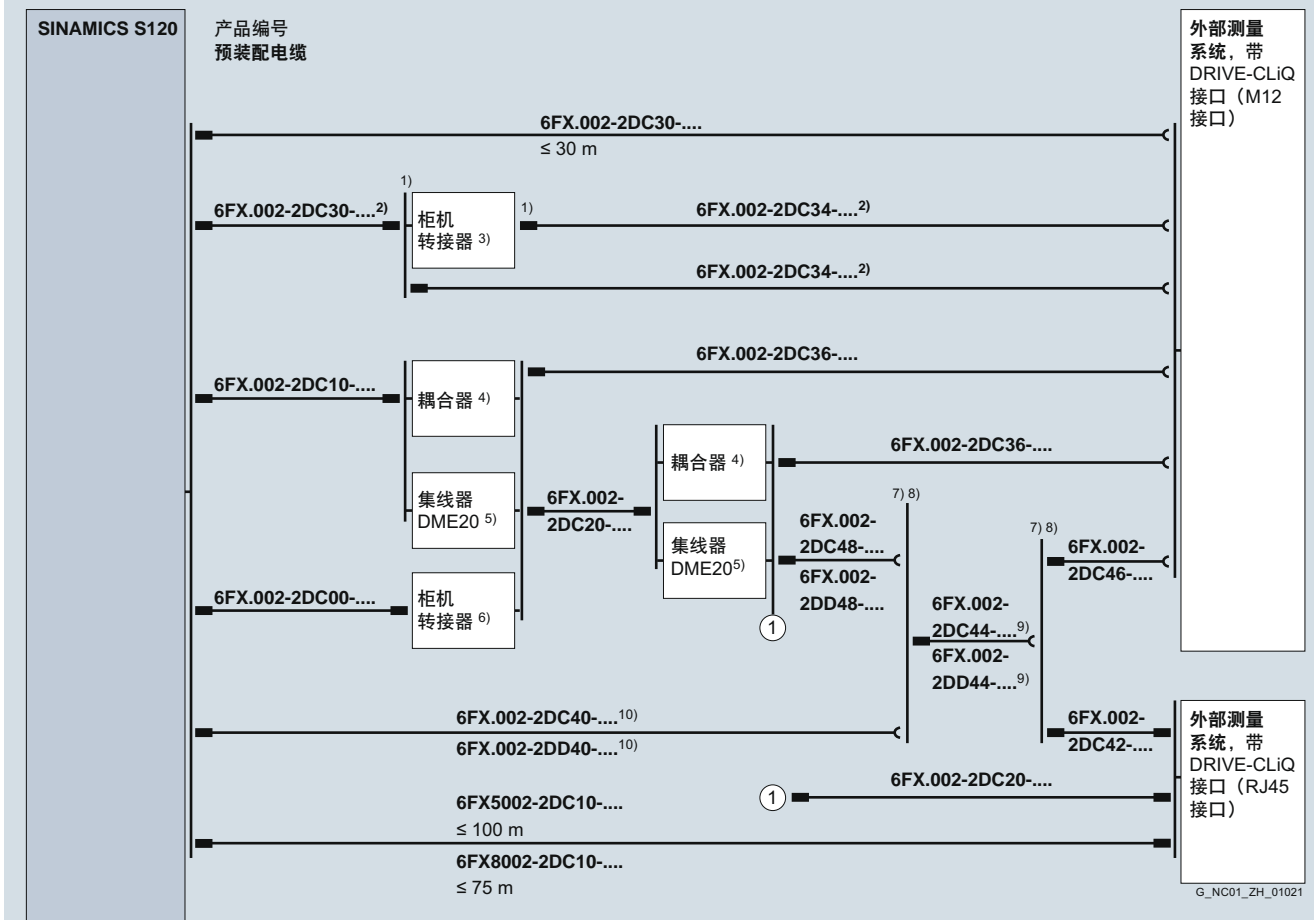 SINAMICS S120
产品编号
预装配电缆
外部测量
系统，带
DRIVE-CLiQ
接口（M12
接口）
6FX.002-2DC30-....
≤ 30 m
6FX.002-2DC30-....2)
1)
柜机
转接器 3)
1)
6FX.002-2DC34-....2)
6FX.002-2DC34-....2)
6FX.002-2DC36-....
6FX.002-2DC10-....
耦合器 4)
耦合器 4)
6FX.002-2DC36-....
集线器
DME20 5)
6FX.002-
2DC20-....
集线器
DME205)
7) 8)
6FX.002-
2DC48-....
6FX.002-
2DD48-....
7) 8)
6FX.002-
2DC46-....
6FX.002-2DC00-....
柜机
转接器 6)
1
6FX.002-
2DC44-....9)
6FX.002-
2DD44-....9)
6FX.002-2DC40-....10)
6FX.002-2DD40-....10)
6FX.002-
2DC42-....
外部测量
系统，带
DRIVE-CLiQ
接口（RJ45
接口）
1
6FX.002-2DC20-....
6FX5002-2DC10-....
≤ 100 m
6FX8002-2DC10-....
≤ 75 m
G_NC01_ZH_01021